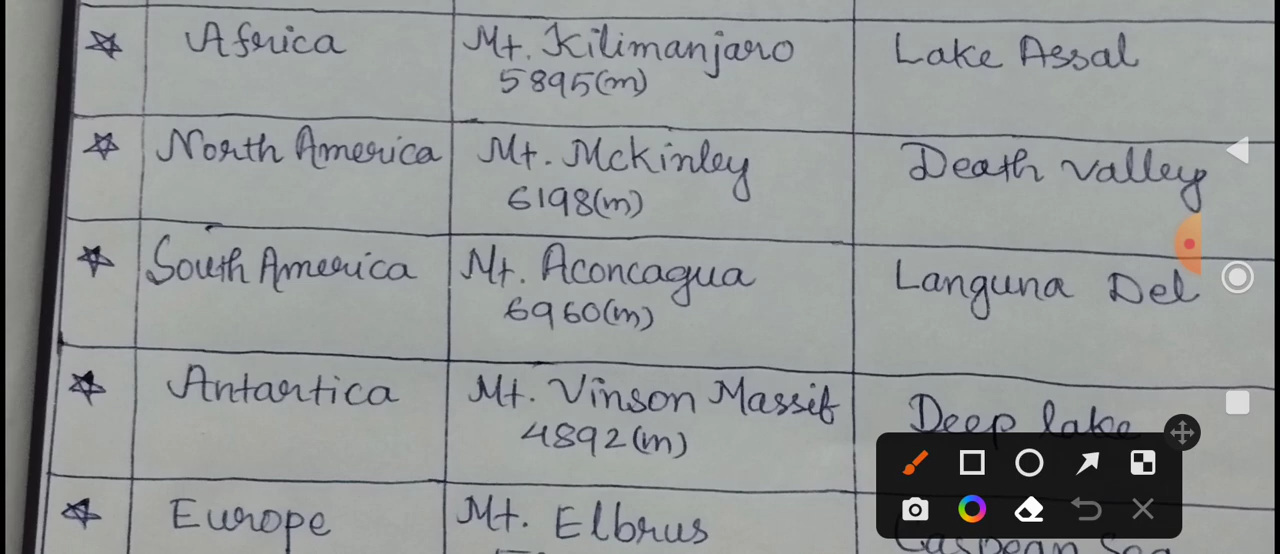 Africa
Mt. Kilimanjaro
5895(m)
Lake Assal
North America
Mt. Mckinley
6198(m)
Death valley
South America
Mt. Aconcagua
6960(m)
Languna Del
Antartica
Mt. Vinson Massif
4892(m)
Deep lake
Europe
Mt. Elbrus